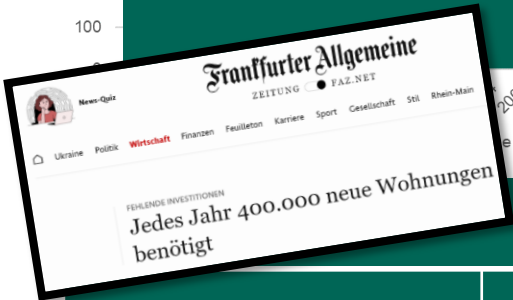 100
News-Quiz
Frankfurter Allgemeine
ZEITUNG FAZ.NET
Ukraine Politik Wirtschaft Finanzen Feuilleton Karriere Sport Gesellschaft Stil Rhein-Main
FEHLENDE INVESTITIONEN
Jedes Jahr 400.000 neue Wohnungen
benötigt